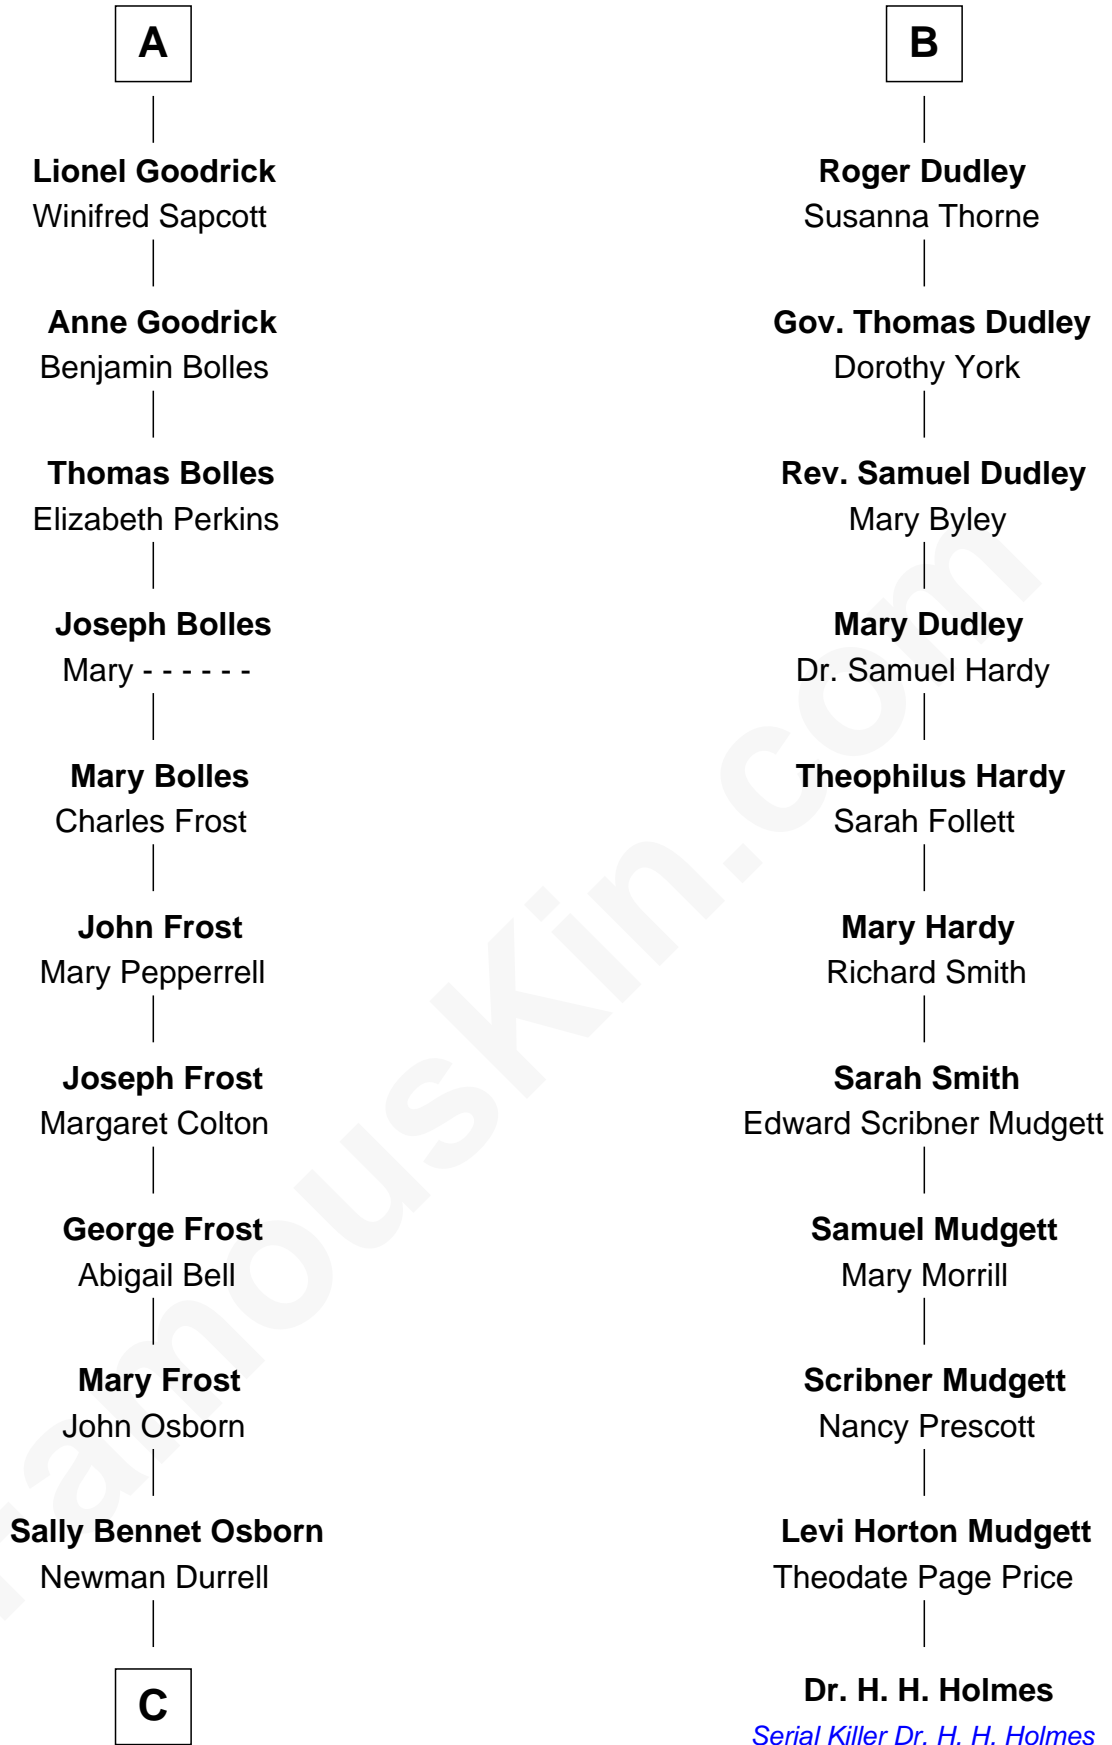 A
Lionel Goodrick
Winifred Sapcott
Anne Goodrick
Benjamin Bolles
Thomas Bolles
Elizabeth Perkins
Joseph Bolles
Mary - - - - - -
Mary Bolles
Charles Frost
John Frost
Mary Pepperrell
Joseph Frost
Margaret Colton
George Frost
Abigail Bell
Mary Frost
John Osborn
Sally Bennet Osborn
Newman Durrell
C
B
Roger Dudley
Susanna Thorne
Gov. Thomas Dudley
Dorothy York
Rev. Samuel Dudley
Mary Byley
Mary Dudley
Dr. Samuel Hardy
Theophilus Hardy
Sarah Follett
Mary Hardy
Richard Smith
Sarah Smith
Edward Scribner Mudgett
Samuel Mudgett
Mary Morrill
Scribner Mudgett
Nancy Prescott
Levi Horton Mudgett
Theodate Page Price
Dr. H. H. Holmes
Serial Killer Dr. H. H. Holmes
FamousKin.com